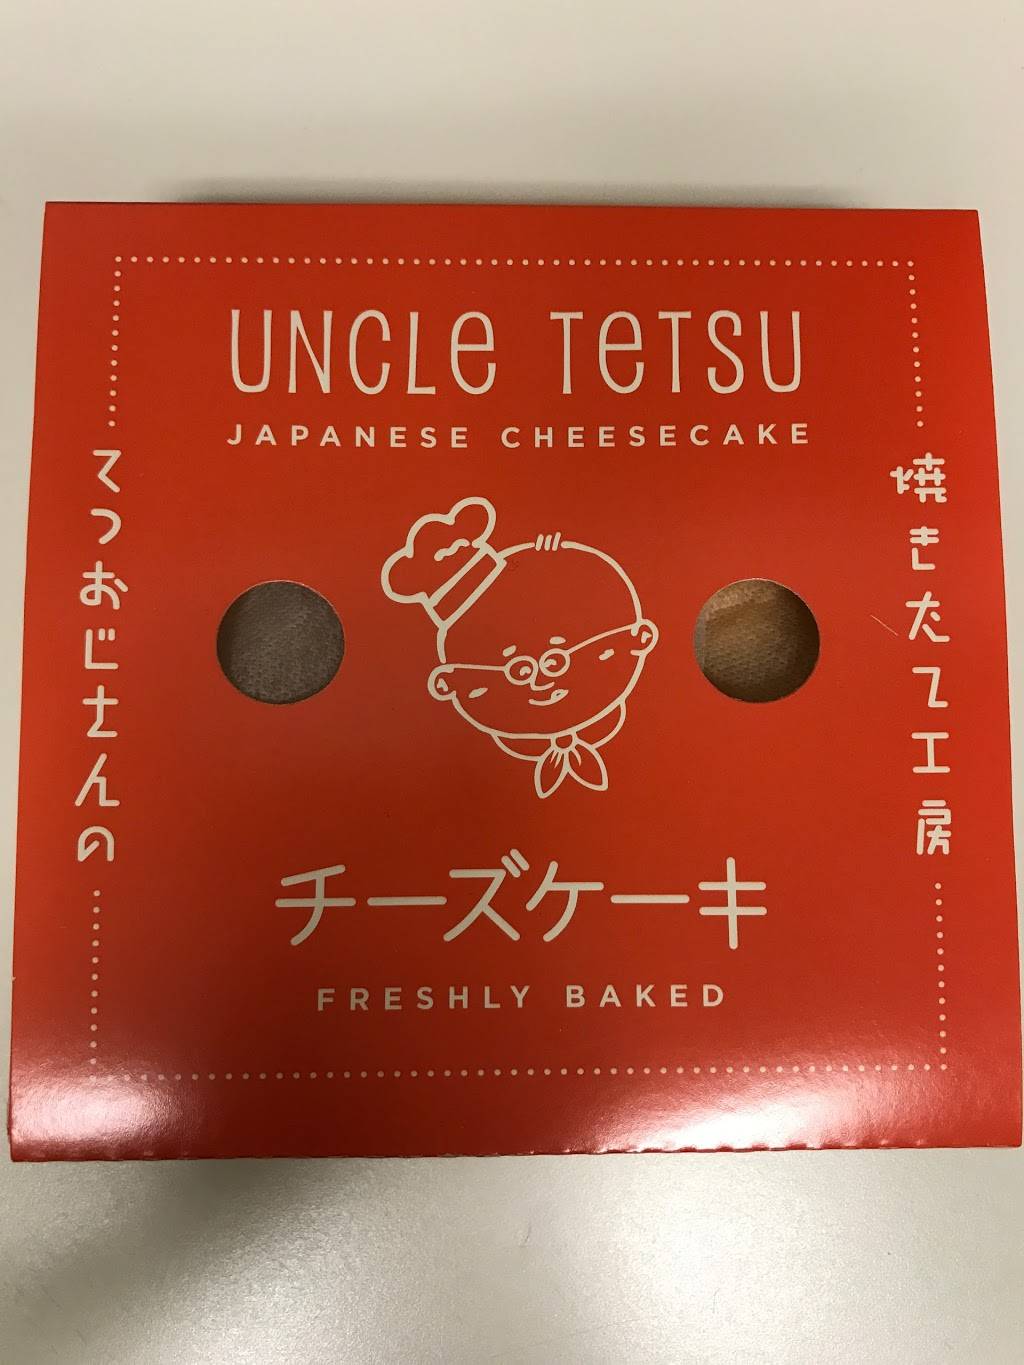 UNCLe TeTSU
JAPANESE CHEESECAKE
てつおじさんの
焼きたて工房
チーズケーキ
FRESHLY BAKED